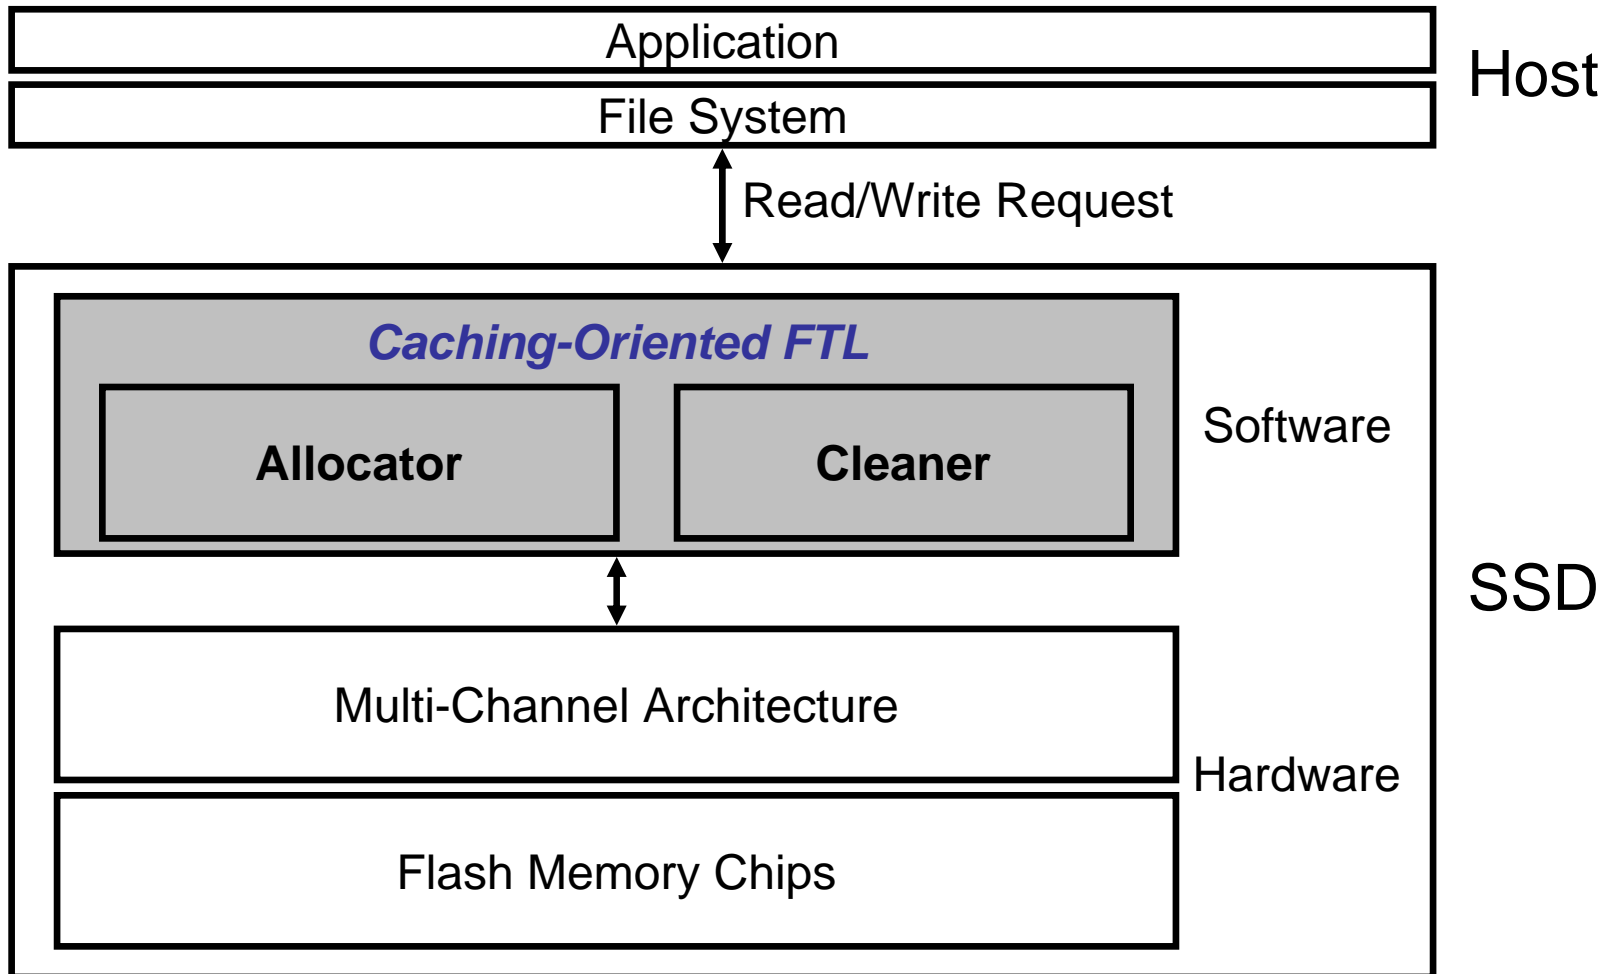 Application
Host
File System
Read/Write Request
Caching-Oriented FTL
Allocator
Cleaner
Software
SSD
Multi-Channel Architecture
Hardware
Flash Memory Chips